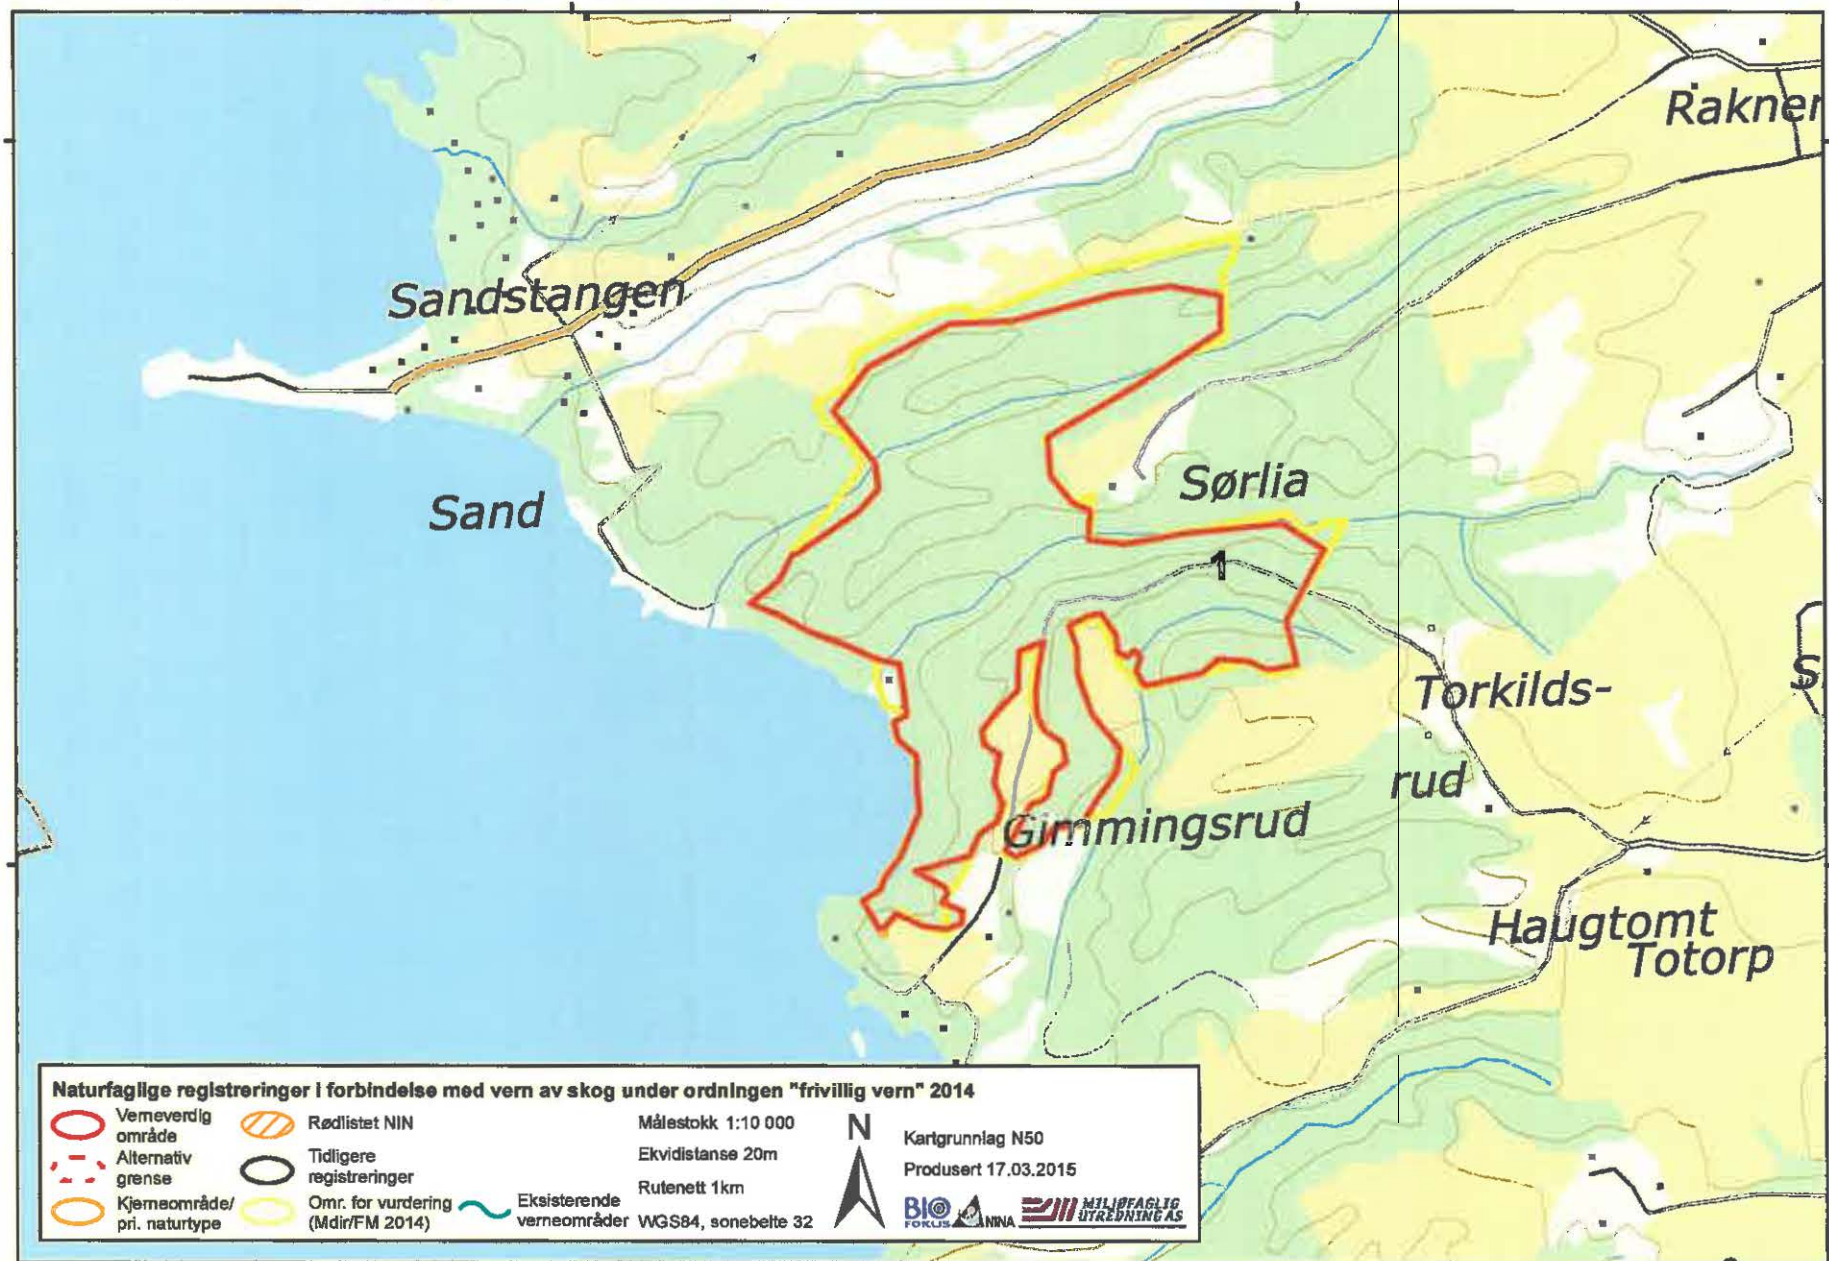 Rakner
Sandstangen
Sørlia
Sand
1
Torkilds-
rud
Gimmingsrud
Haugtomt
Totorp
Naturfaglige registreringer i forbindelse med vern av skog under ordningen "frivillig vern" 2014
Verneverdig
område
Alternativ
grense
Kjerneområde/
pri. naturtype
Rødlistet NIN
Tidligere
registreringer
Omr. for vurdering
(Mdir/FM 2014)
Eksisterende
verneområder
Målestokk 1:10 000
Ekvidistanse 20m
Rutenett 1km
WGS84, sonebelte 32
N
Kartgrunnlag N50
Produsert 17.03.2015
BIO
FOKUS
NINA
MILJØFAGLIG
UTREDNING AS